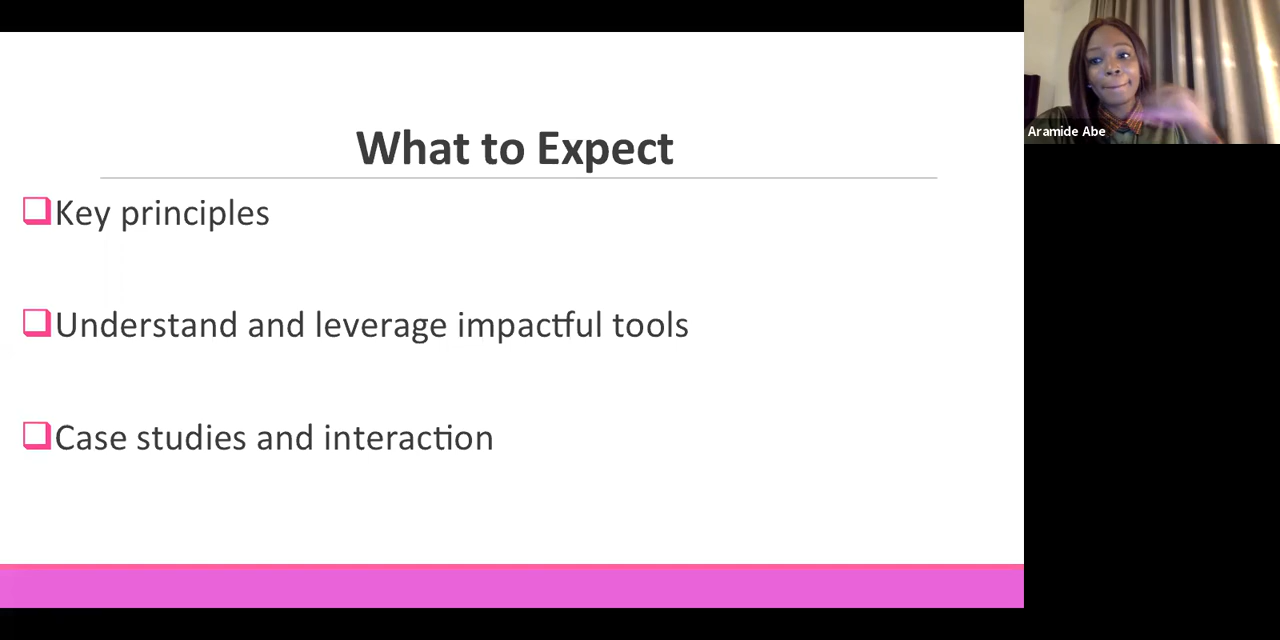 What to Expect
Key principles
Understand and leverage impactful tools
Case studies and interaction
Aramide Abe